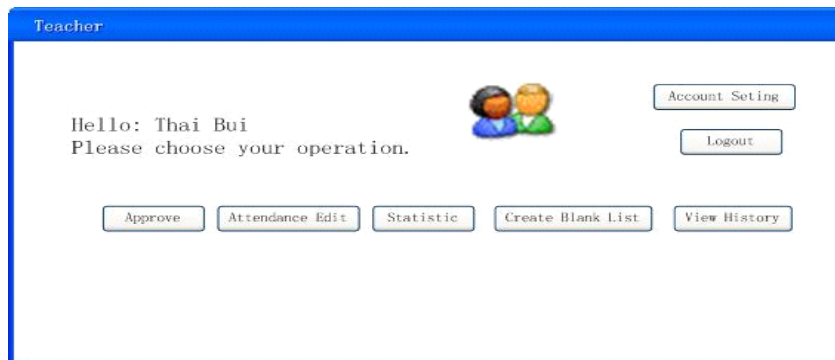 Teacher
Account Seting
Hello: Thai Bui
Logout
Please choose your operation.
Approve Attendance Edit Statistic Create Blank List View History